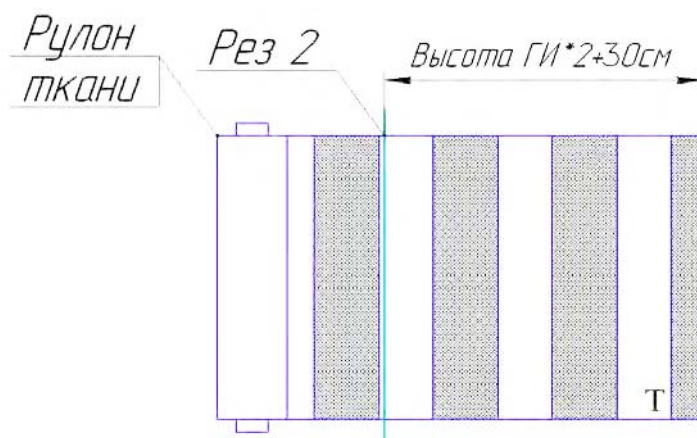 Рулон
ткани
Рез 2
Высота ГИ*2+30см
Т